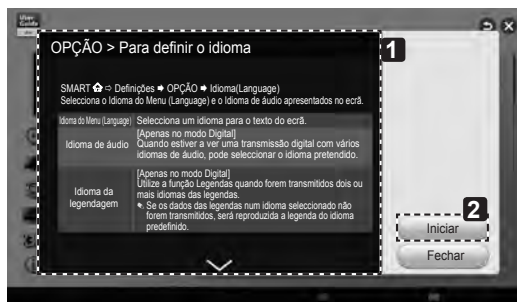 User
Guide
OPÇÃO > Para definir o idioma
1
SMART ⇨ Definições ➡ OPÇÃO ➡ Idioma(Language)
Selecciona o Idioma do Menu (Language) e o Idioma de áudio apresentados no ecrã.
Idioma do Menu (Language) Selecciona um idioma para o texto do ecrã.
Idioma de áudio
[Apenas no modo Digital]
Quando estiver a ver uma transmissão digital com vários
idiomas de áudio, pode seleccionar o idioma pretendido.
Idioma da
legendagem
[Apenas no modo Digital]
Utilize a função Legendas quando forem transmitidos dois ou
mais idiomas das legendas.
Se os dados das legendas num idioma seleccionado não
forem transmitidos, será reproduzida a legenda do idioma
predefinido.
2
Iniciar
Fechar